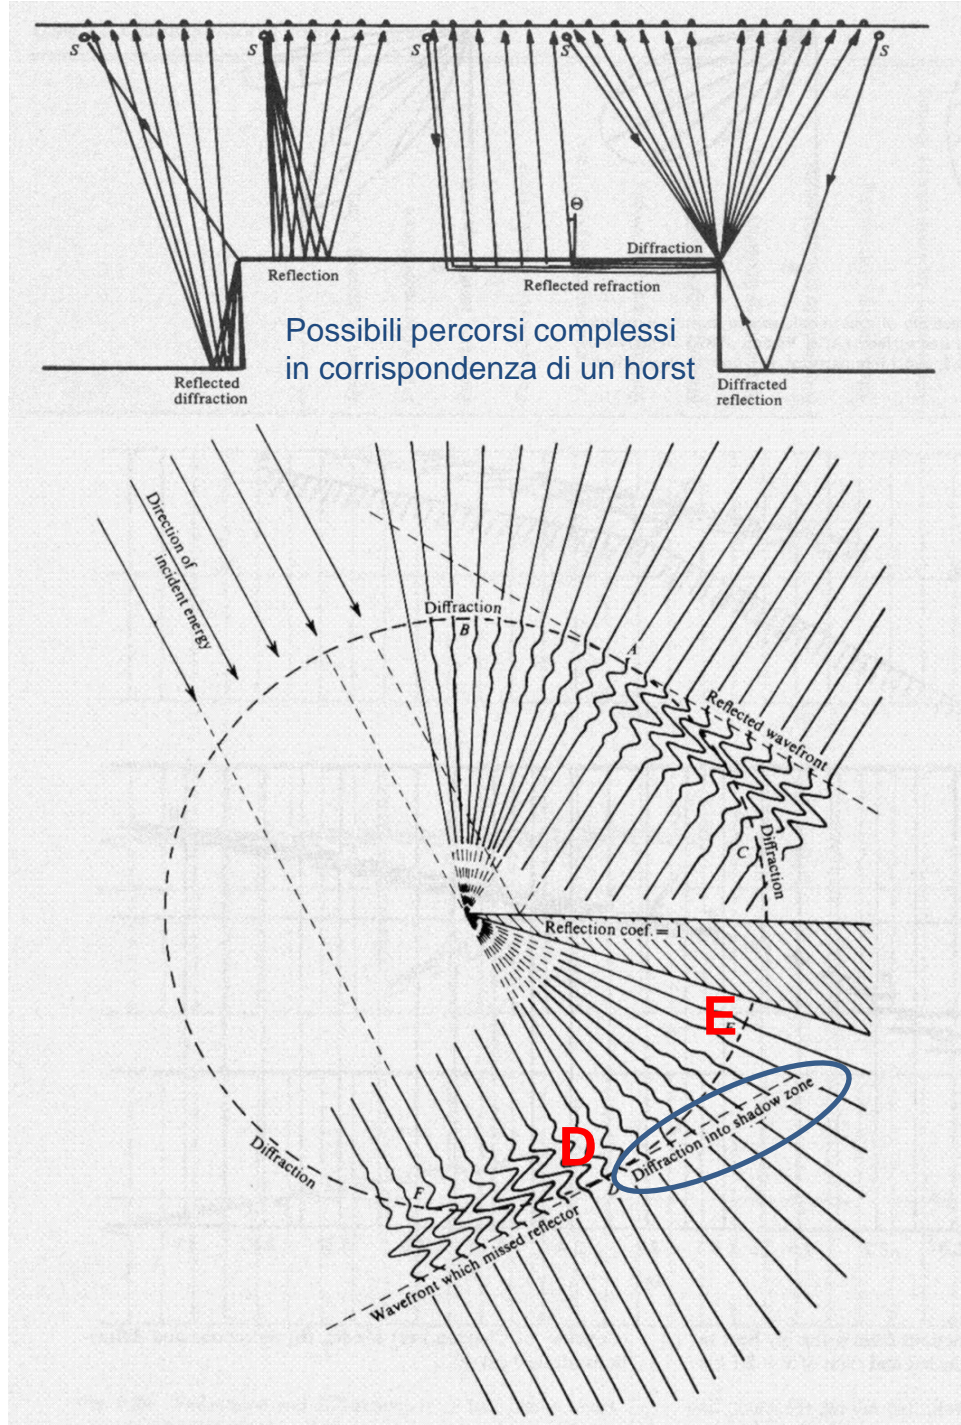 S S S S S
Θ
Diffraction
Reflection
Reflected refraction
Possibili percorsi complessi
in corrispondenza di un horst
Reflected
diffraction
Diffracted
reflection
Direction of
incident energy
Diffraction
B
A
Reflected wavefront
C
Diffraction
Reflection coef. = 1
E
E
D
Diffraction into shadow zone
D
Diffraction
F
Wavefront which missed reflector